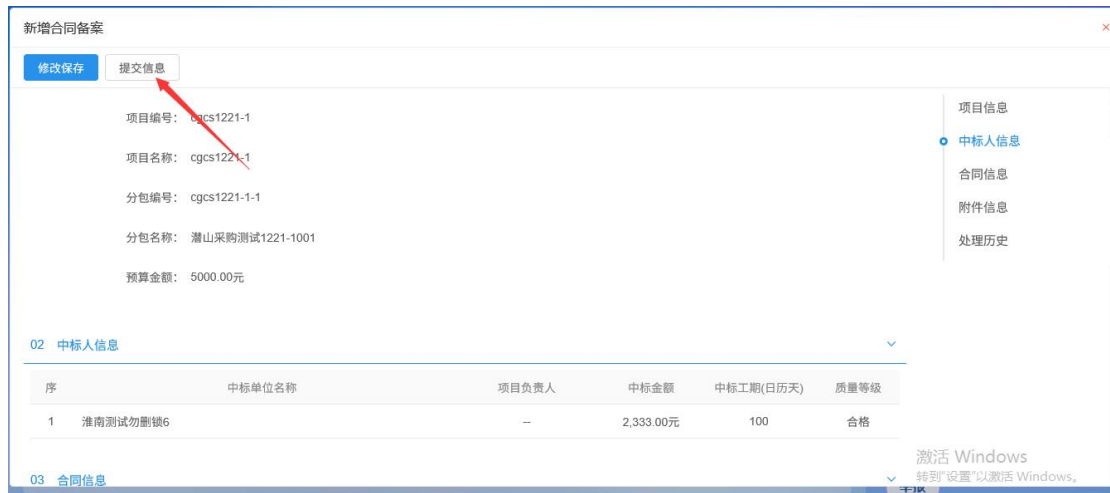 新增合同备案
×
修改保存 提交信息
项目编号： cgcs1221-1
项目名称： cgcs1221-1
分包编号： cgcs1221-1-1
分包名称： 潜山采购测试1221-1001
预算金额： 5000.00元
项目信息
中标人信息
合同信息
附件信息
处理历史
02 中标人信息
序 中标单位名称 项目负责人 中标金额 中标工期(日历天) 质量等级
1 淮南测试勿删锁6 -- 2,333.00元 100 合格
03 合同信息
激活 Windows
转到"设置"以激活 Windows。